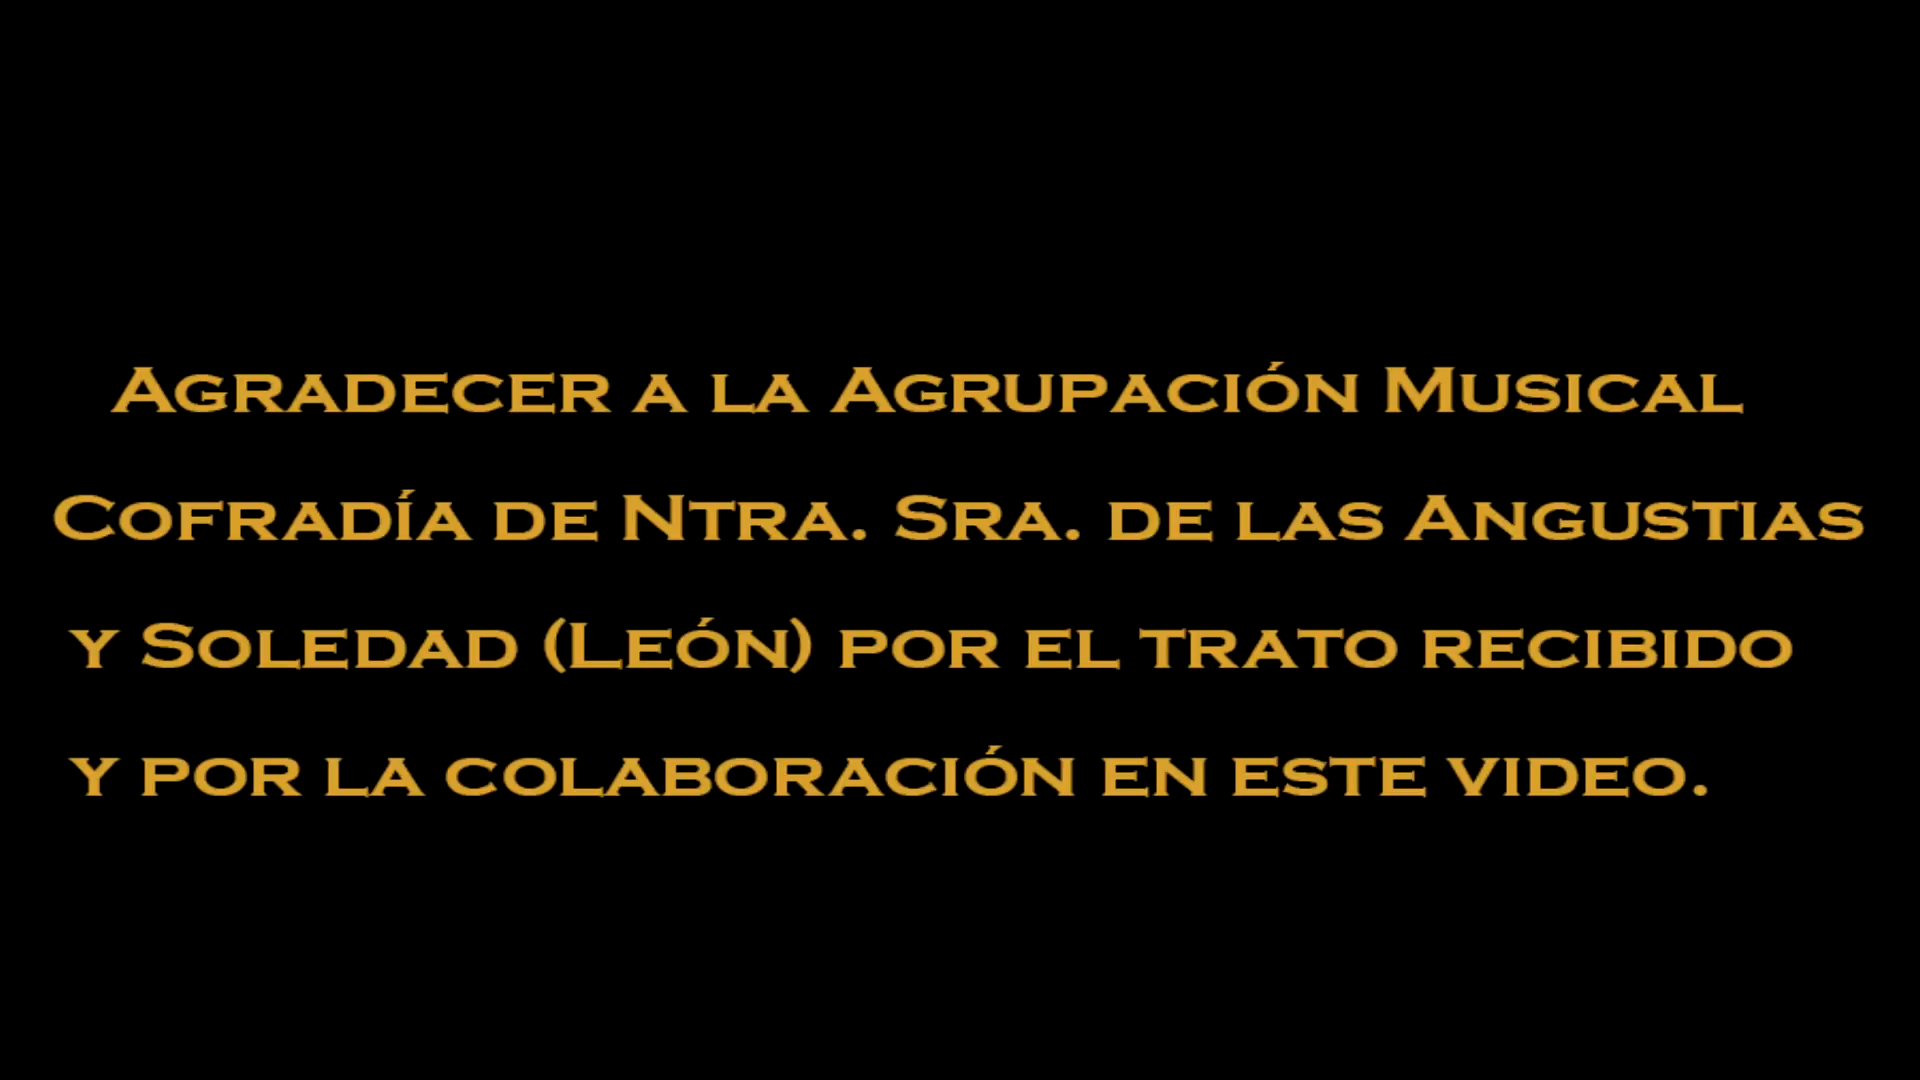 Agradecer a la Agrupación Musical
Cofradía de Ntra. Sra. de las Angustias
y Soledad (León) por el trato recibido
y por la colaboración en este video.